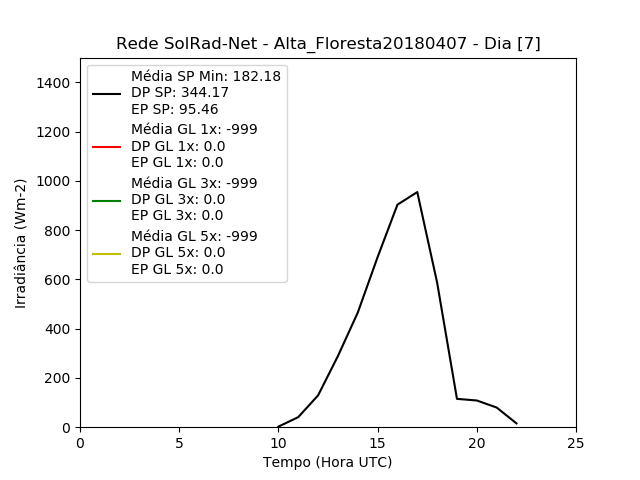 Rede SolRad-Net - Alta_Floresta20180407 - Dia [7]
Média SP Min: 182.18
DP SP: 344.17
EP SP: 95.46
Média GL 1x: -999
DP GL 1x: 0.0
EP GL 1x: 0.0
Média GL 3x: -999
DP GL 3x: 0.0
EP GL 3x: 0.0
Média GL 5x: -999
DP GL 5x: 0.0
EP GL 5x: 0.0
Irradiância (Wm-2)
1400
1200
1000
800
600
400
200
0
0 5 10 15 20 25
Tempo (Hora UTC)